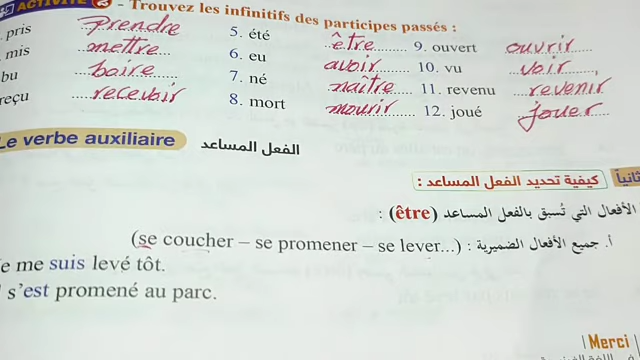 ACTIVITÉ 2 - Trouvez les infinitifs des participes passés :
pris prendre 5. été être 9. ouvert ouvrir
mis mettre 6. eu avoir 10. vu voir
bu boire 7. né naître 11. revenu revenir
reçu recevoir 8. mort mourir 12. joué jouer
Le verbe auxiliaire الفعل المساعد
ثانياً كيفية تحديد الفعل المساعد :
الأفعال التي تُسبق بالفعل المساعد (être) :
أ. جميع الأفعال الضميرية : (se coucher – se promener – se lever...)
e me suis levé tôt.
s'est promené au parc.
Merci